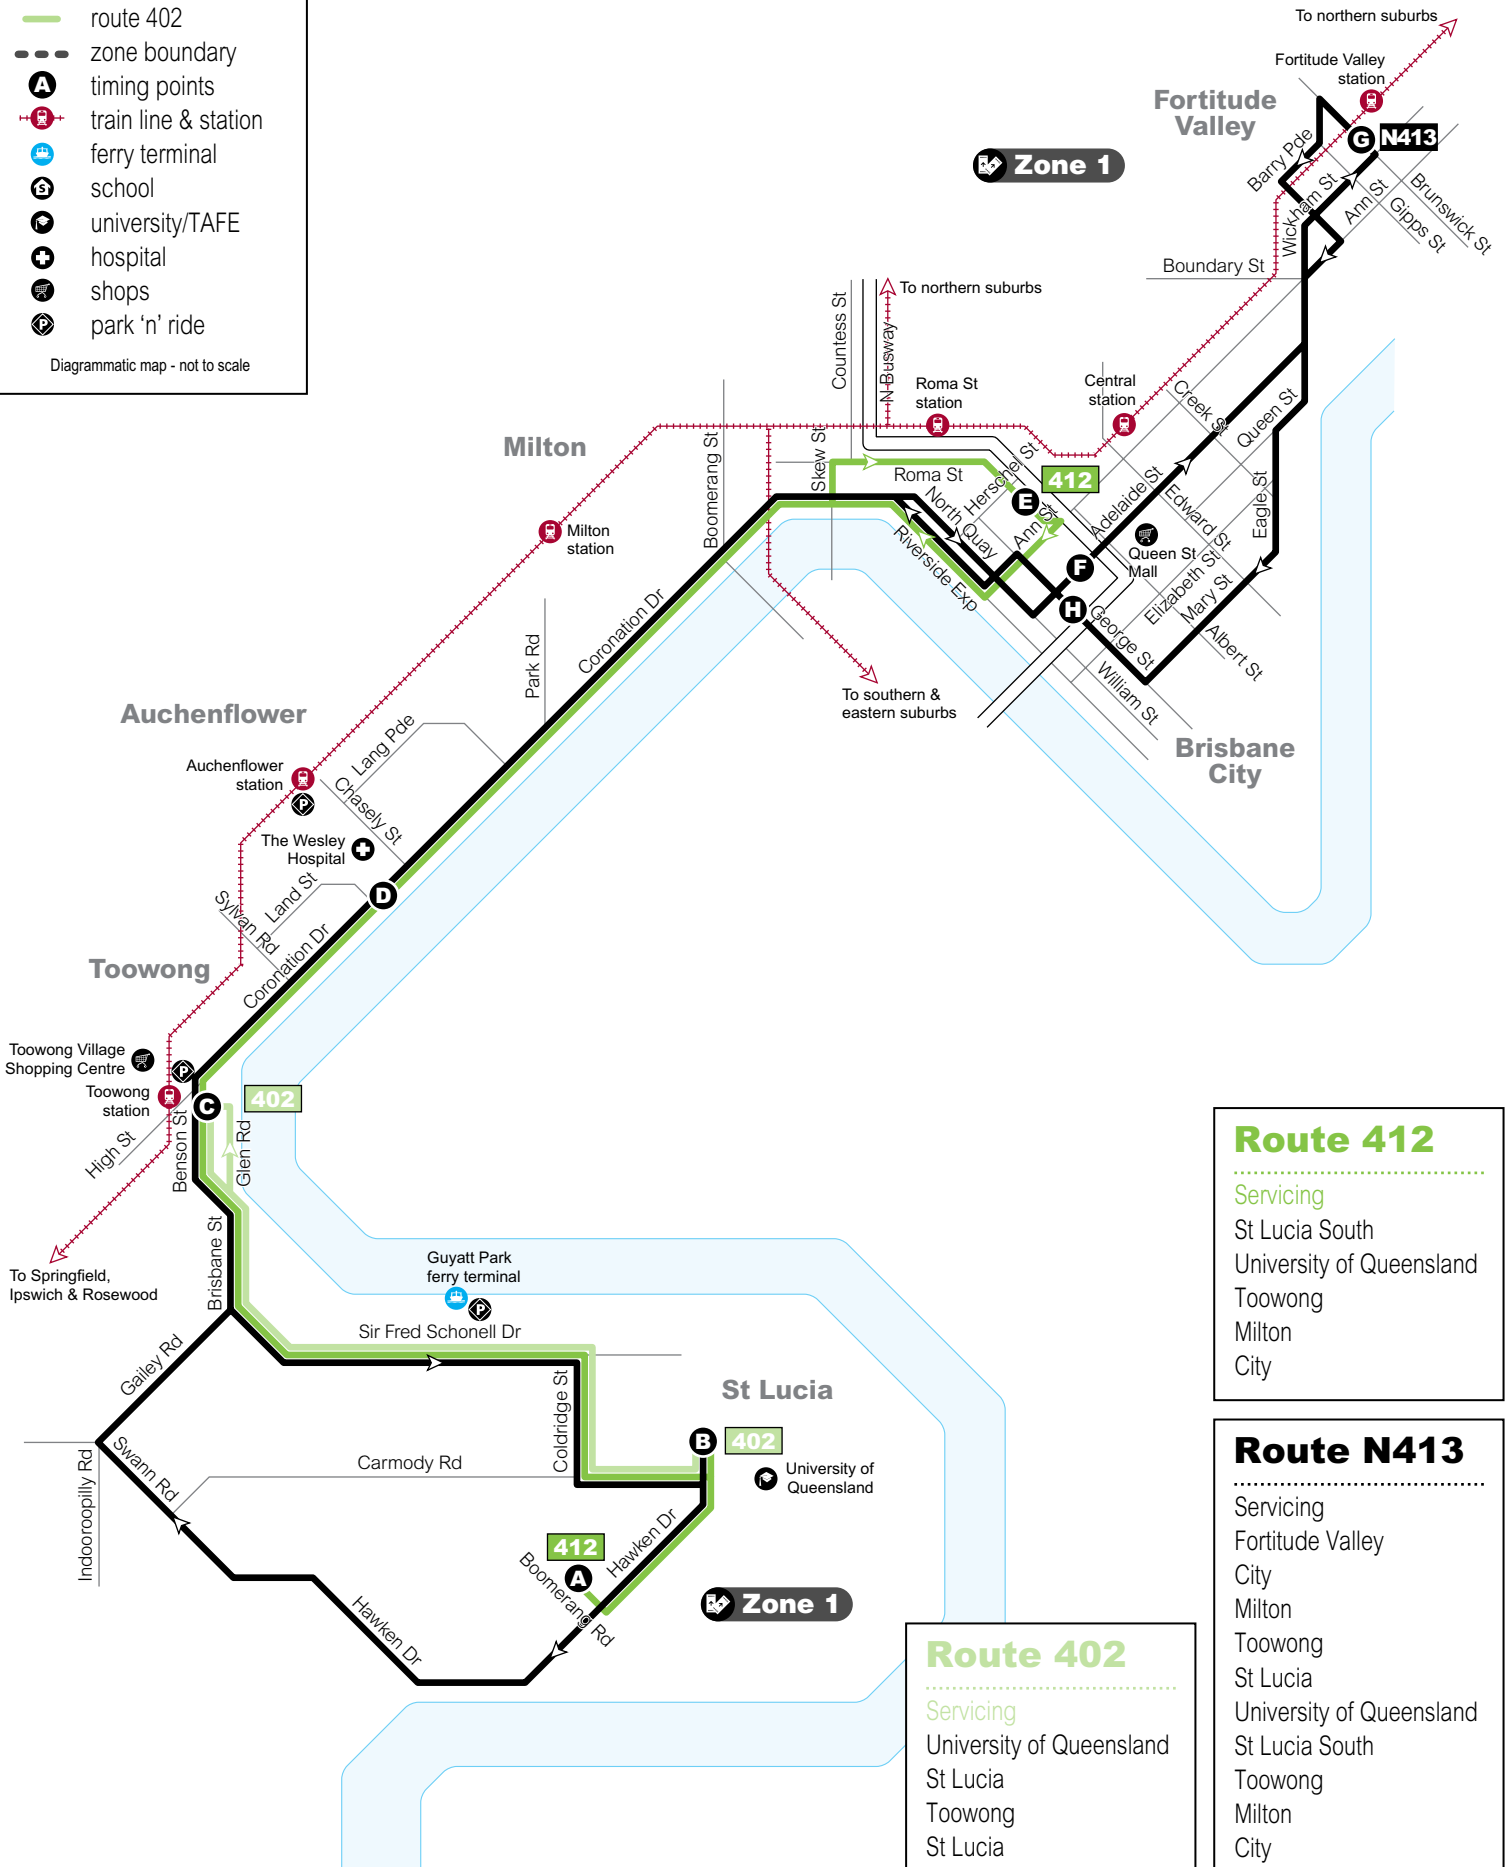 route 402
zone boundary
A
timing points
train line & station
ferry terminal
S
school
university/TAFE
hospital
shops
P
park ‘n’ ride
Diagrammatic map - not to scale
To northern suburbs
Fortitude Valley
station
Fortitude
Valley
G
N413
Zone 1
Barry Pde
Wickham St
Ann St
Gipps St
Brunswick St
Boundary St
To northern suburbs
Countess St
N Busway
Roma St
station
Central
station
Creek St
Queen St
Milton
Boomerang St
Skew St
Roma St
Herschel St
412
E
North Quay
Ann St
Adelaide St
Edward St
Eagle St
Milton
station
Riverside Exp
F
Queen St
Mall
Elizabeth St
Mary St
H
George St
Albert St
William St
Coronation Dr
Park Rd
To southern &
eastern suburbs
Brisbane
City
Auchenflower
Auchenflower
station
P
O Lang Pde
Chasely St
The Wesley
Hospital
D
Land St
Sylvan Rd
Coronation Dr
Toowong
Toowong Village
Shopping Centre
P
Toowong
station
C
402
High St
Benson St
Glen Rd
To Springfield,
Ipswich & Rosewood
Brisbane St
Guyatt Park
ferry terminal
P
Sir Fred Schonell Dr
Gailey Rd
Coldridge St
St Lucia
B
402
University of
Queensland
Indooroopilly Rd
Swann Rd
Carmody Rd
412
A
Boomerang Rd
Hawken Dr
Hawken Dr
Zone 1
Route 412
Servicing
St Lucia South
University of Queensland
Toowong
Milton
City
Route N413
Servicing
Fortitude Valley
City
Milton
Toowong
St Lucia
University of Queensland
St Lucia South
Toowong
Milton
City
Route 402
Servicing
University of Queensland
St Lucia
Toowong
St Lucia